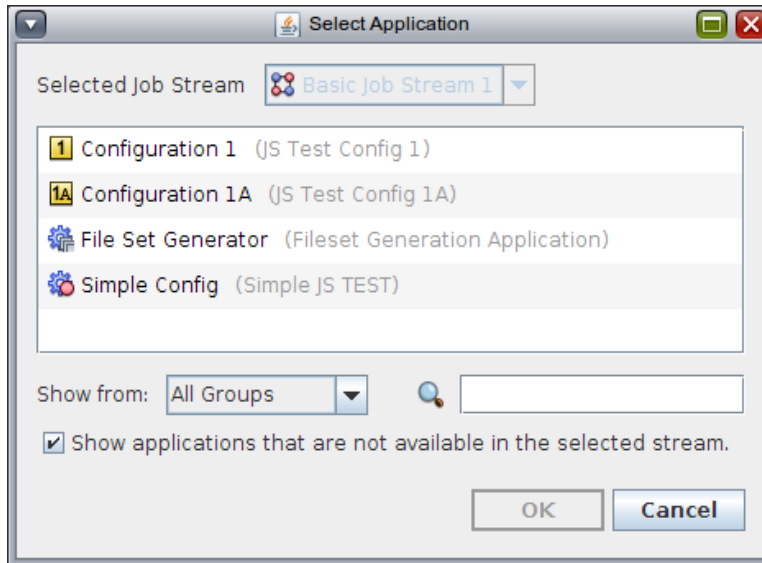 Select Application
Selected Job Stream Basic Job Stream 1
1 Configuration 1 (JS Test Config 1)
1A Configuration 1A (JS Test Config 1A)
File Set Generator (Fileset Generation Application)
Simple Config (Simple JS TEST)
Show from: All Groups
Show applications that are not available in the selected stream.
OK Cancel